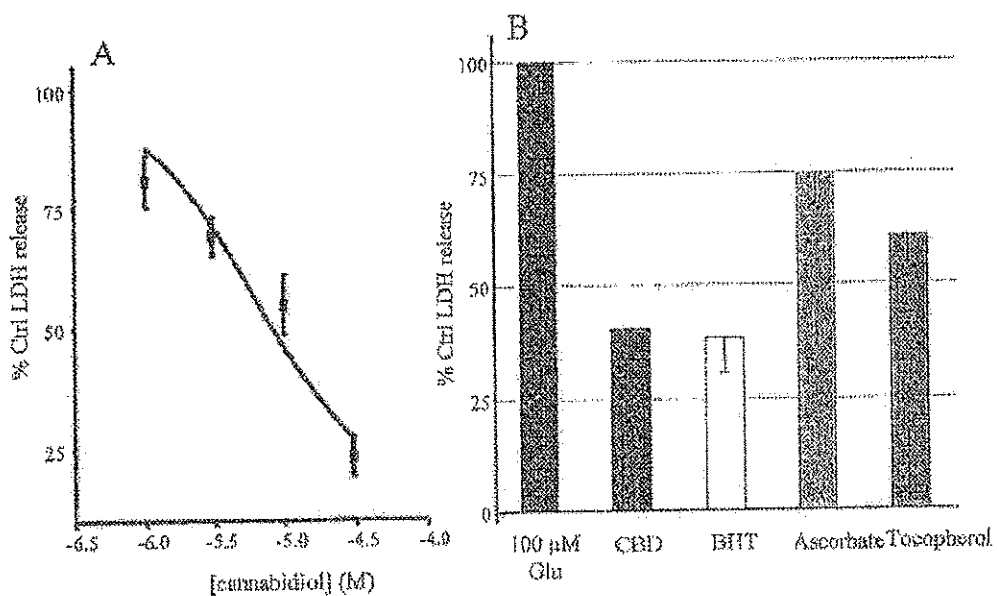 A
% Ctrl LDH release
100
75
50
25
-6.5 -6.0 -5.5 -5.0 -4.5 -4.0
[cannabidiol] (M)
B
% Ctrl LDH release
100
75
50
25
0
100 μM CBD BHT Ascorbate Tocopherol
Glu